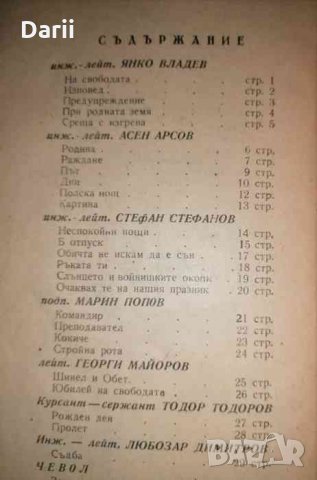 Darii
СЪДЪРЖАНИЕ
инж.-лейт. ЯНКО ВЛАДЕВ
На свободата . . . стр. 1
Изповед . . . стр. 2
Предупреждение . . . стр. 3
При родната земя . . . стр. 4
Среща с изгрева . . . стр. 5
инж.-лейт. АСЕН АРСОВ
Родина . . . 6 стр.
Раждане . . . 7 стр.
Път . . . 9 стр.
Ден . . . 10 стр.
Полска нощ . . . 12 стр.
Картина . . . 13 стр.
инж.-лейт. СТЕФАН СТЕФАНОВ
Неспокойни нощи . . . 14 стр.
В отпуск . . . 15 стр.
Обичта не искам да е сън . . . 17 стр.
Ръката ти . . . 18 стр.
Слънцето и войнишките окопи . . . 19 стр.
Очаквах те на нашия празник . . . 20 стр.
подп. МАРИН ПОПОВ
Командир . . . 21 стр.
Преподавател . . . 22 стр.
Кокиче . . . 23 стр.
Стройна рота . . . 24 стр.
лейт. ГЕОРГИ МАЙОРОВ
Шинел и Обет . . . 25 стр.
Юбилей на свободата . . . 26 стр.
Курсант—сержант ТОДОР ТОДОРОВ
Рожден ден . . . 27 стр.
Пролет . . . 28 стр.
Инж. — лейт. ЛЮБОЗАР ДИМИТРОВ
Съдба . . . 29 стр.
ЧЕВОЛ
bazar